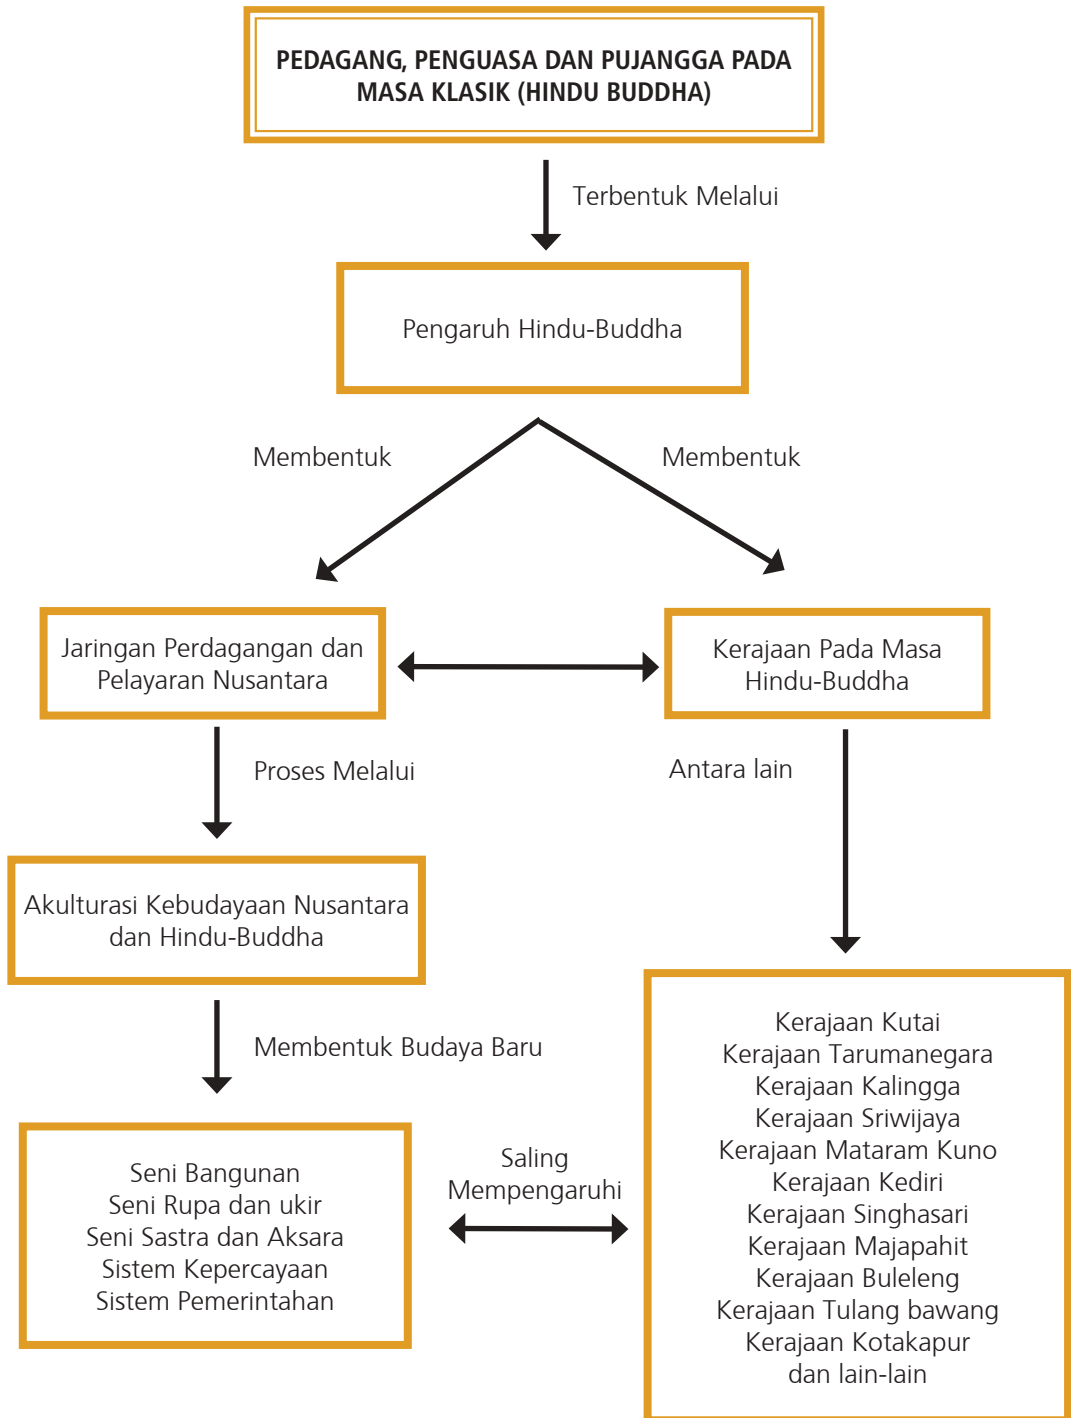 PEDAGANG, PENGUASA DAN PUJANGGA PADA
MASA KLASIK (HINDU BUDDHA)
Terbentuk Melalui
Pengaruh Hindu-Buddha
Membentuk
Membentuk
Jaringan Perdagangan dan
Pelayaran Nusantara
Kerajaan Pada Masa
Hindu-Buddha
Proses Melalui
Antara lain
Akulturasi Kebudayaan Nusantara
dan Hindu-Buddha
Membentuk Budaya Baru
Seni Bangunan
Seni Rupa dan ukir
Seni Sastra dan Aksara
Sistem Kepercayaan
Sistem Pemerintahan
Saling
Mempengaruhi
Kerajaan Kutai
Kerajaan Tarumanegara
Kerajaan Kalingga
Kerajaan Sriwijaya
Kerajaan Mataram Kuno
Kerajaan Kediri
Kerajaan Singhasari
Kerajaan Majapahit
Kerajaan Buleleng
Kerajaan Tulang bawang
Kerajaan Kotakapur
dan lain-lain